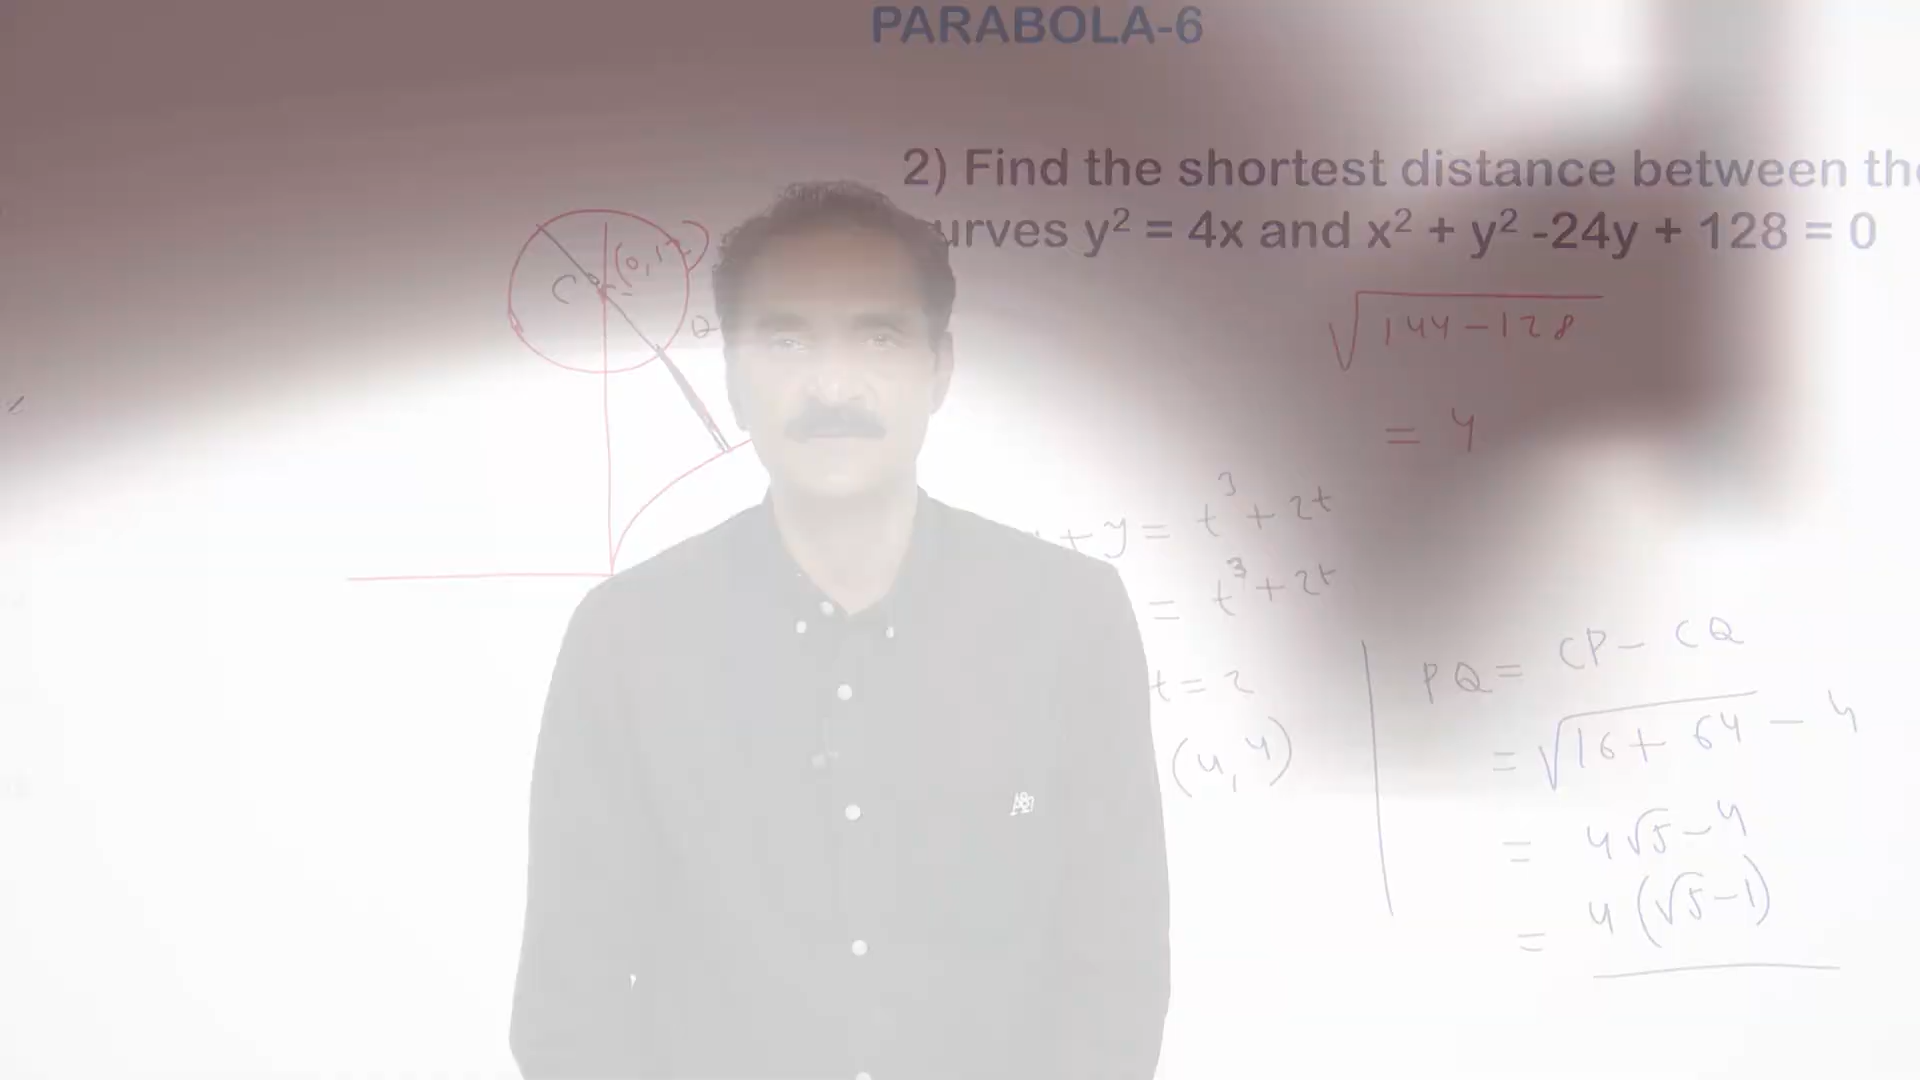 PARABOLA-6
2) Find the shortest distance between the
urves y² = 4x and x² + y² -24y + 128 = 0
C (0,12)
Q
√144-128
= 4
+ y = t³ + 2t
= t³ + 2t
t = 2
(4,4)
PQ = CP - CQ
= √16 + 64 - 4
= 4√5 - 4
= 4(√5-1)